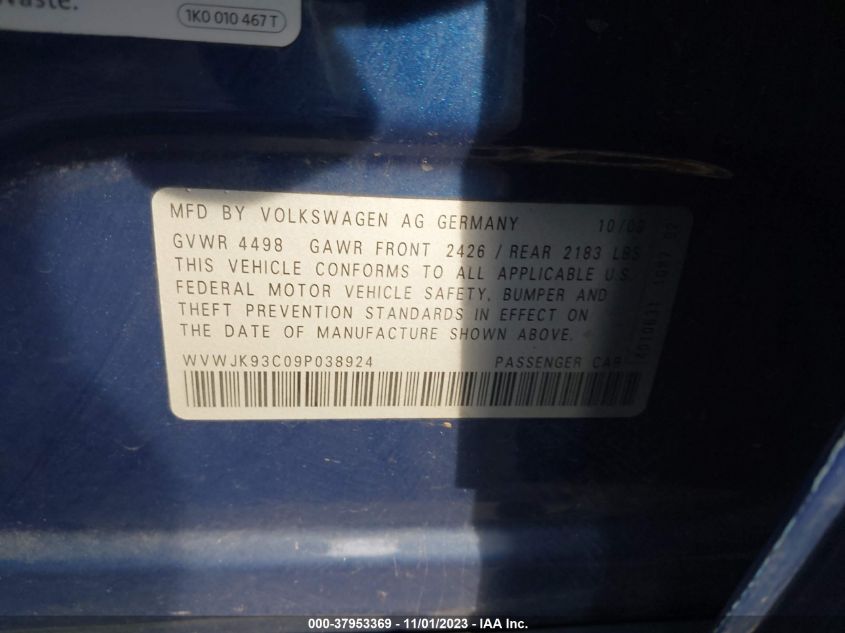 1K0 010 467 T
MFD BY VOLKSWAGEN AG GERMANY 10/08
GVWR 4498 GAWR FRONT 2426 / REAR 2183 LBS
THIS VEHICLE CONFORMS TO ALL APPLICABLE U.S.
FEDERAL MOTOR VEHICLE SAFETY, BUMPER AND
THEFT PREVENTION STANDARDS IN EFFECT ON
THE DATE OF MANUFACTURE SHOWN ABOVE.
WVWJK93C09P038924 PASSENGER CAR
000-37953369 - 11/01/2023 - IAA, Inc.